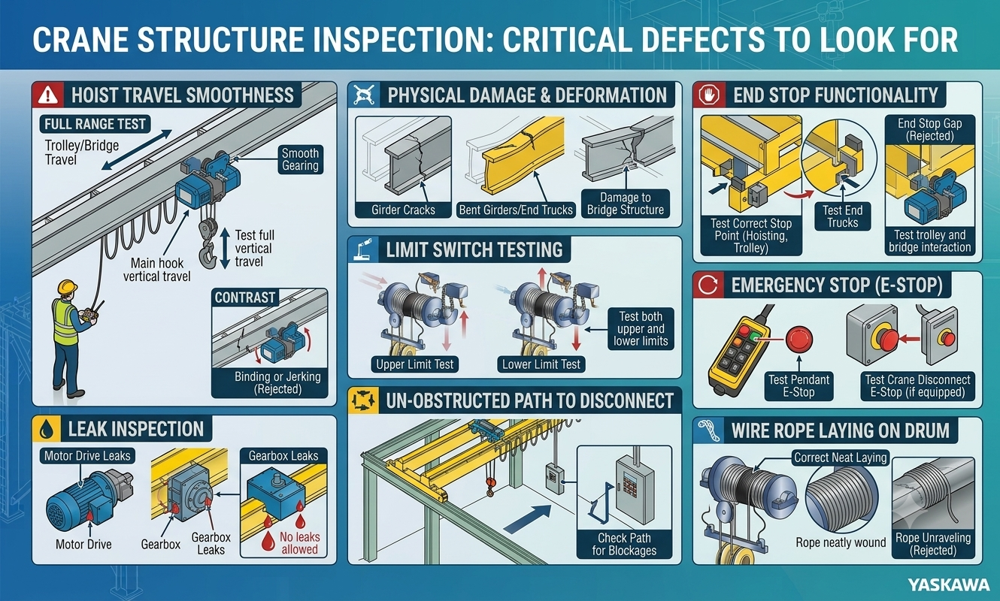 CRANE STRUCTURE INSPECTION: CRITICAL DEFECTS TO LOOK FOR
HOIST TRAVEL SMOOTHNESS
FULL RANGE TEST
Trolley/Bridge
Travel
Smooth
Gearing
Test full
vertical
travel
Main hook
vertical travel
CONTRAST
Binding or Jerking
(Rejected)
LEAK INSPECTION
Motor Drive Leaks
Motor Drive
Gearbox
Gearbox
Leaks
Gearbox Leaks
No leaks
allowed
PHYSICAL DAMAGE & DEFORMATION
Girder Cracks
Bent Girders/End Trucks
Damage to
Bridge Structure
LIMIT SWITCH TESTING
Upper Limit Test
Lower Limit Test
Test both
upper and
lower limits
UN-OBSTRUCTED PATH TO DISCONNECT
Check Path
for Blockages
END STOP FUNCTIONALITY
Test Correct Stop
Point (Hoisting,
Trolley)
Test End
Trucks
End Stop Gap
(Rejected)
Test trolley and
bridge interaction
EMERGENCY STOP (E-STOP)
Test Pendant
E-Stop
Test Crane Disconnect
E-Stop (if equipped)
WIRE ROPE LAYING ON DRUM
Correct Neat Laying
Rope neatly wound
Rope Unraveling
(Rejected)
YASKAWA